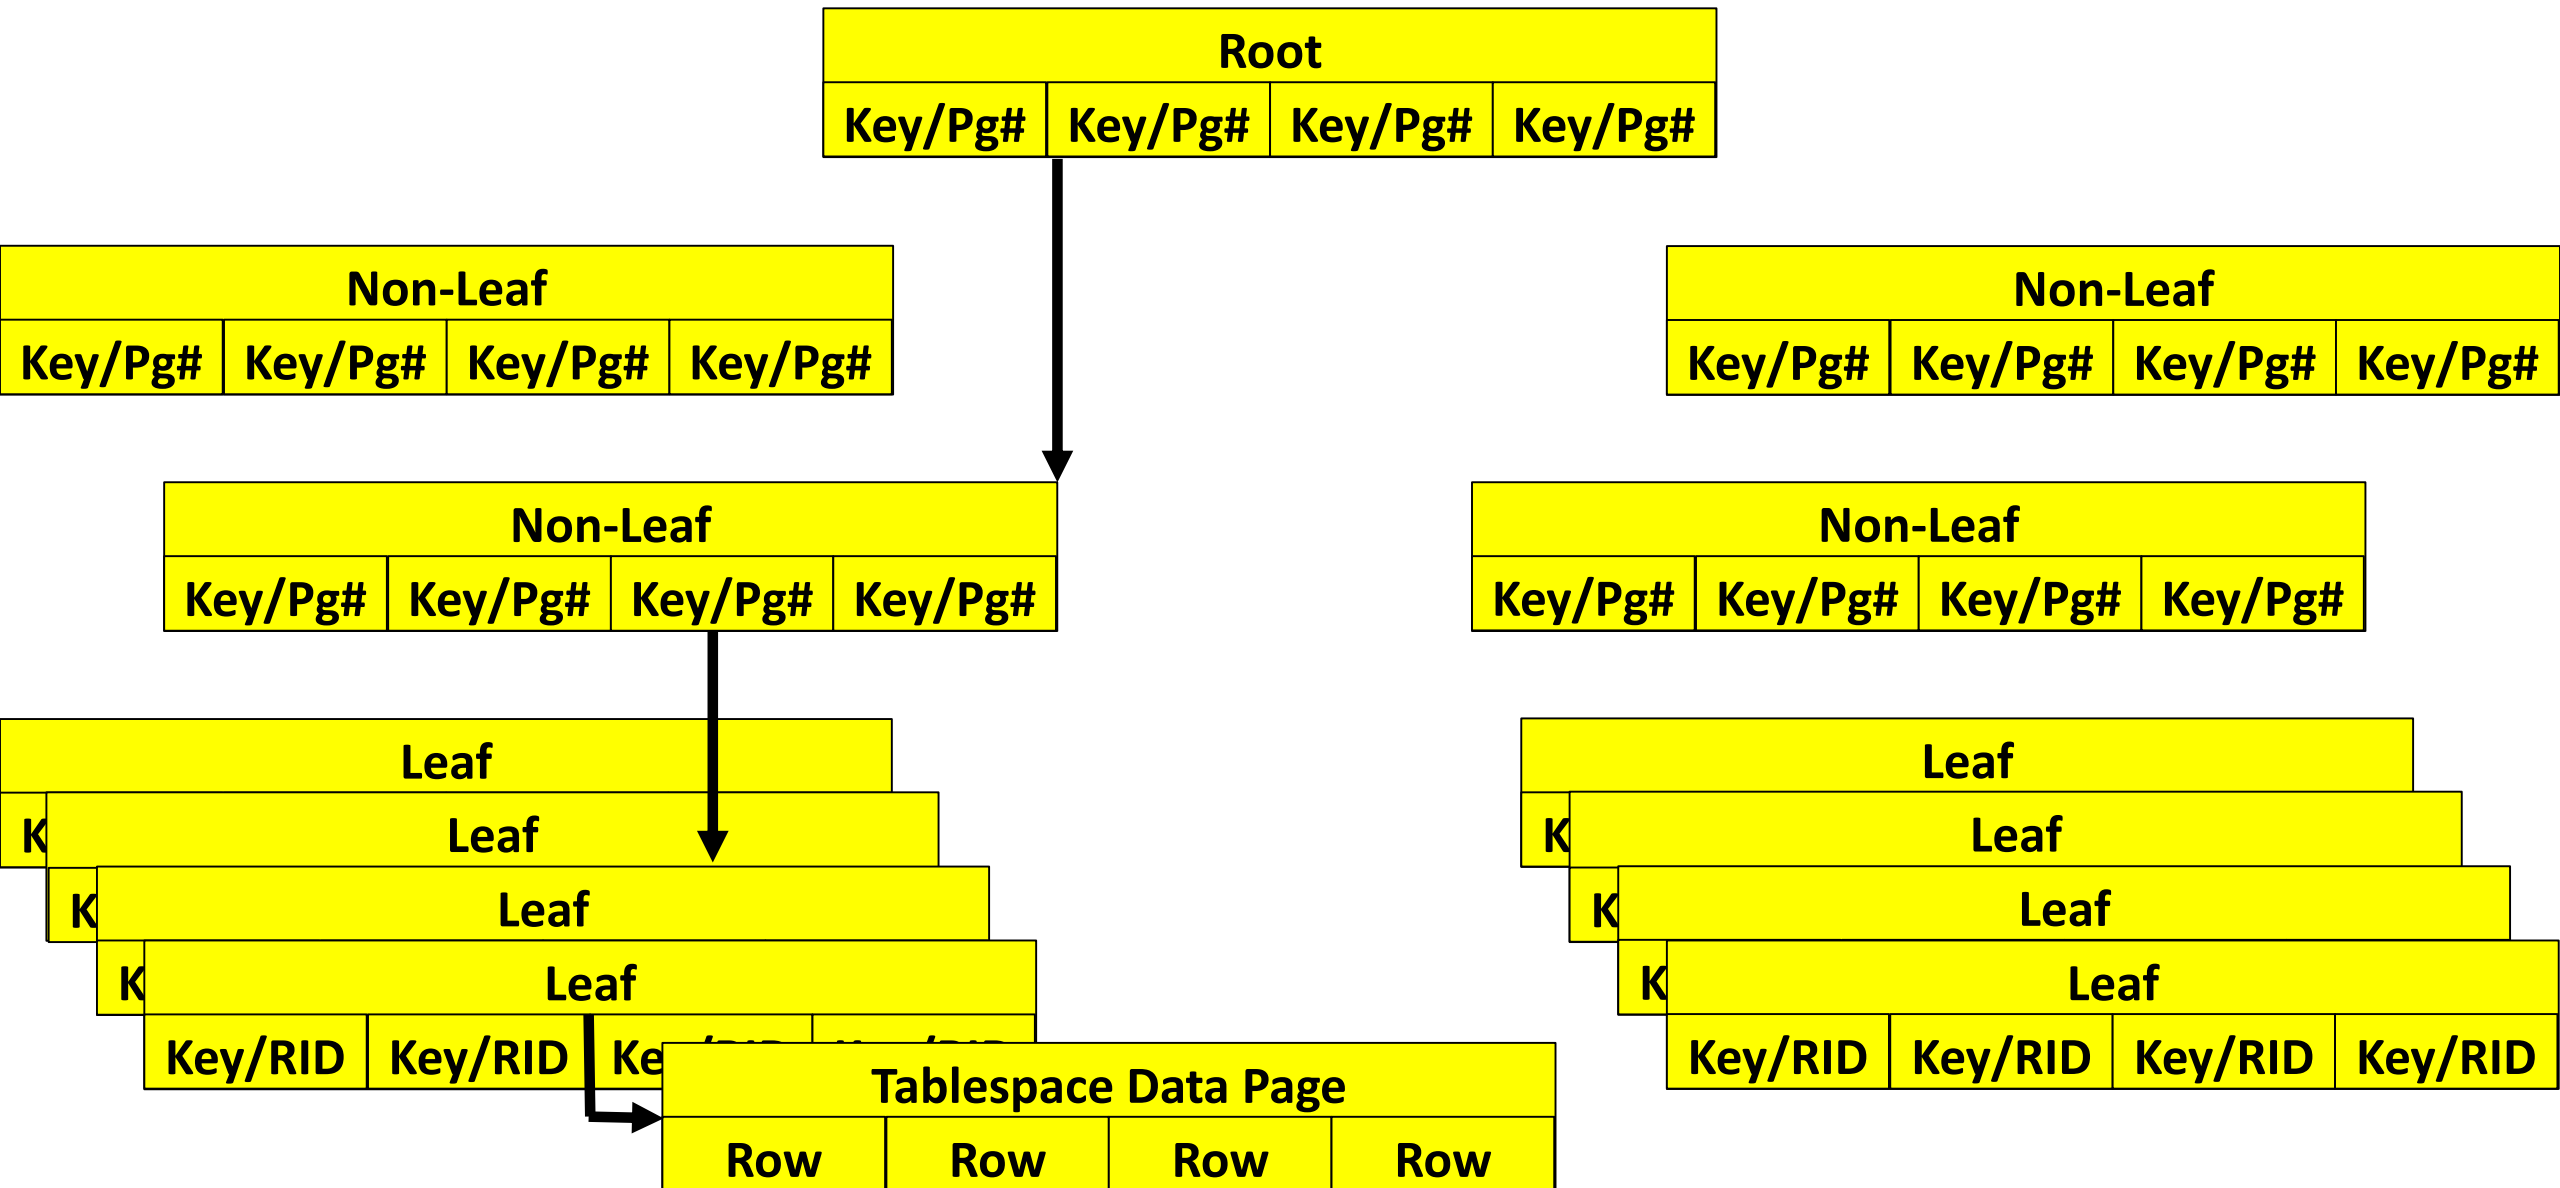 Root
Key/Pg# Key/Pg# Key/Pg# Key/Pg#
Non-Leaf
Key/Pg# Key/Pg# Key/Pg# Key/Pg#
Non-Leaf
Key/Pg# Key/Pg# Key/Pg# Key/Pg#
Non-Leaf
Key/Pg# Key/Pg# Key/Pg# Key/Pg#
Non-Leaf
Key/Pg# Key/Pg# Key/Pg# Key/Pg#
Leaf
K
Leaf
K
Leaf
K
Leaf
Key/RID Key/RID Ke
Leaf
K
Leaf
K
Leaf
K
Leaf
Key/RID Key/RID Key/RID Key/RID
Tablespace Data Page
Row Row Row Row